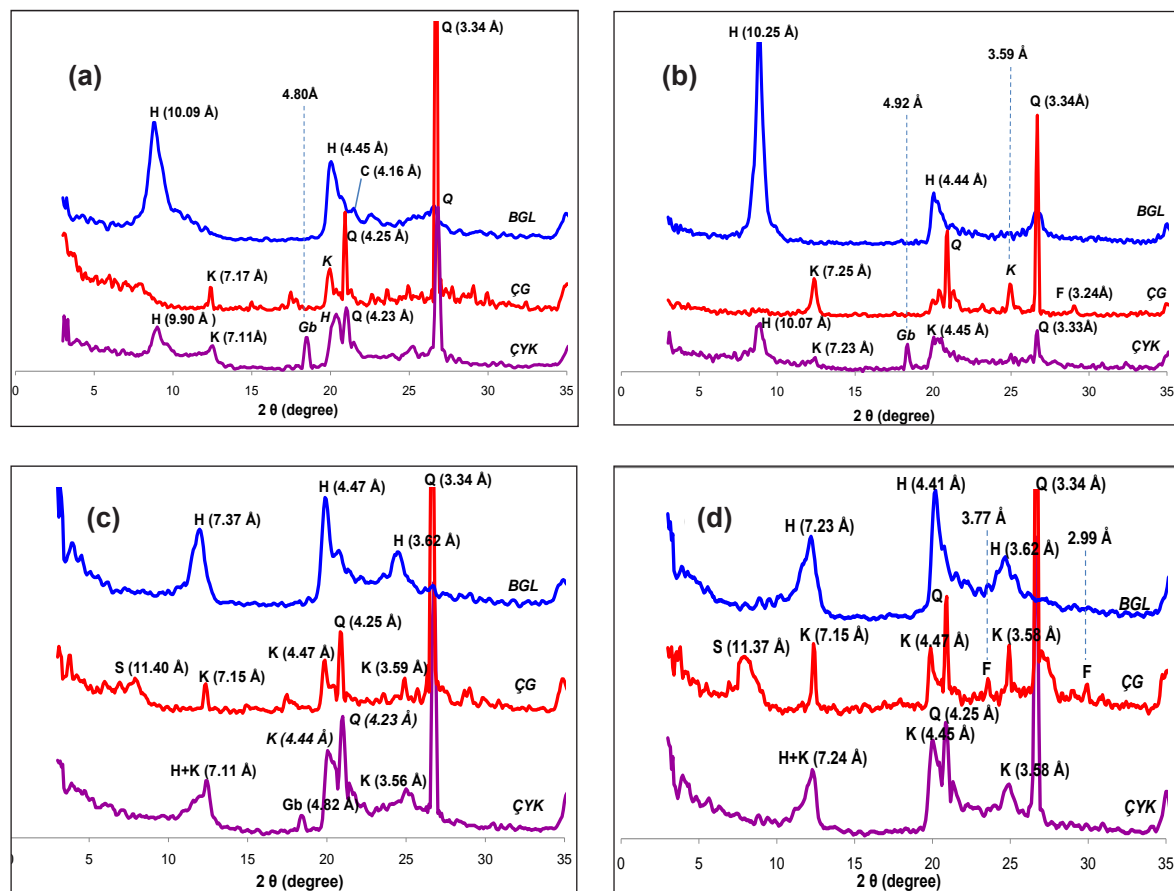 (a)
Q (3.34 Å)
H (10.09 Å)
4.80Å
H (4.45 Å)
C (4.16 Å)
Q
BGL
Q (4.25 Å)
K
K (7.17 Å)
ÇG
H (9.90 Å)
K (7.11Å)
Gb
H
Q (4.23 Å)
ÇYK
0 5 10 15 20 25 30 35
2 θ (degree)
(b)
H (10.25 Å)
3.59 Å
4.92 Å
Q (3.34Å)
H (4.44 Å)
BGL
Q
K (7.25 Å)
K
F (3.24Å)
ÇG
H (10.07 Å)
K (7.23 Å)
Gb
K (4.45 Å)
Q (3.33Å)
ÇYK
0 5 10 15 20 25 30 35
2 θ (degree)
(c)
H (4.47 Å)
Q (3.34 Å)
H (7.37 Å)
H (3.62 Å)
BGL
Q (4.25 Å)
S (11.40 Å)
K (7.15 Å)
K (4.47 Å)
K (3.59 Å)
ÇG
Q (4.23 Å)
K (4.44 Å)
H+K (7.11 Å)
Gb (4.82 Å)
K (3.56 Å)
ÇYK
0 5 10 15 20 25 30 35
2 θ (degree)
(d)
H (4.41 Å)
Q (3.34 Å)
3.77 Å
H (7.23 Å)
H (3.62 Å)
2.99 Å
BGL
Q
S (11.37 Å)
K (7.15 Å)
K (4.47 Å)
K (3.58 Å)
F
F
ÇG
Q (4.25 Å)
K (4.45 Å)
H+K (7.24 Å)
K (3.58 Å)
ÇYK
0 5 10 15 20 25 30 35
2 θ (degree)